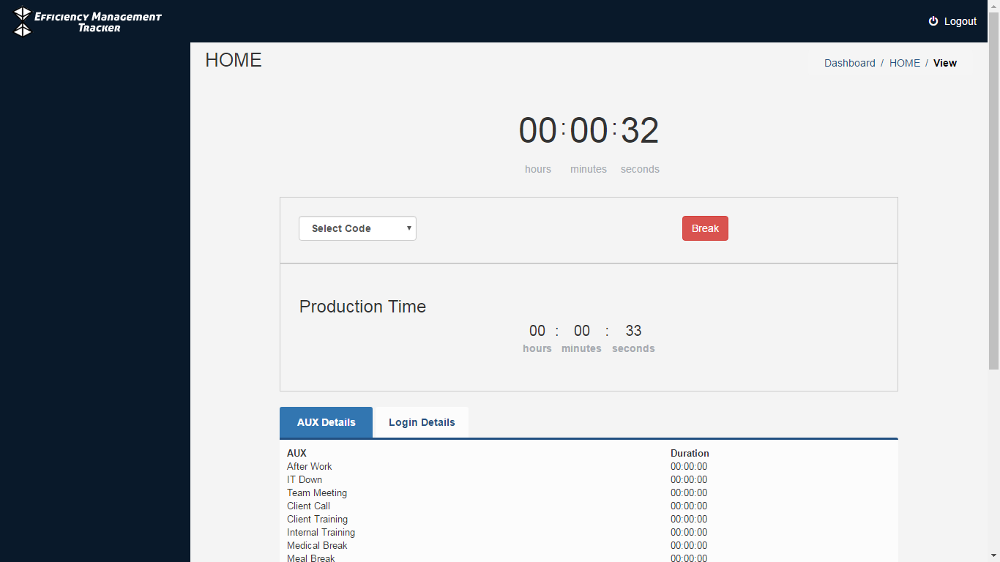 Efficiency Management
Tracker
Logout
HOME
Dashboard / HOME / View
00:00:32
hours minutes seconds
Select Code
Break
Production Time
00 : 00 : 33
hours minutes seconds
AUX Details Login Details
AUX Duration
After Work 00:00:00
IT Down 00:00:00
Team Meeting 00:00:00
Client Call 00:00:00
Client Training 00:00:00
Internal Training 00:00:00
Medical Break 00:00:00
Meal Break 00:00:00